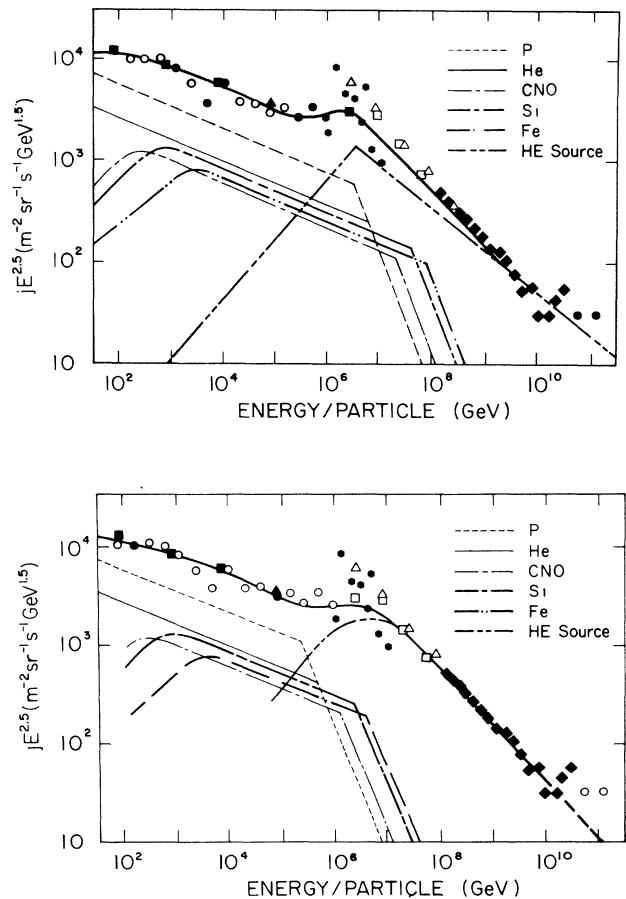 jE^2.5 (m^-2 sr^-1 s^-1 GeV^1.5)
10^4
10^3
10^2
10
P
He
CNO
Si
Fe
HE Source
10^2 10^4 10^6 10^8 10^10
ENERGY/PARTICLE (GeV)
jE^2.5 (m^-2 sr^-1 s^-1 GeV^1.5)
10^4
10^3
10^2
10
P
He
CNO
Si
Fe
HE Source
10^2 10^4 10^6 10^8 10^10
ENERGY/PARTICLE (GeV)